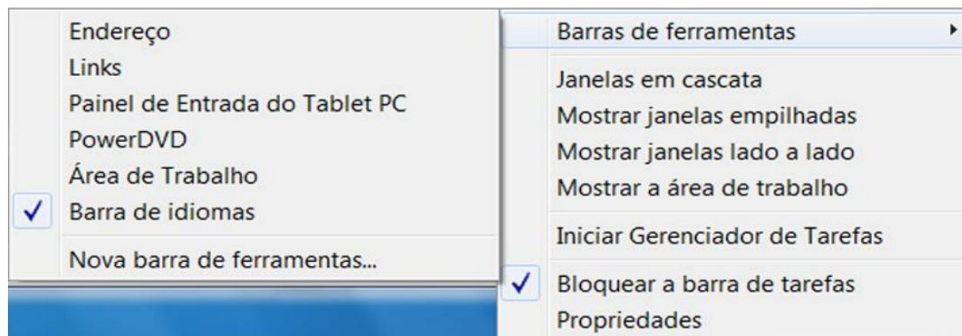 Endereço
Links
Painel de Entrada do Tablet PC
PowerDVD
Área de Trabalho
Barra de idiomas
Nova barra de ferramentas...
Barras de ferramentas
Janelas em cascata
Mostrar janelas empilhadas
Mostrar janelas lado a lado
Mostrar a área de trabalho
Iniciar Gerenciador de Tarefas
Bloquear a barra de tarefas
Propriedades